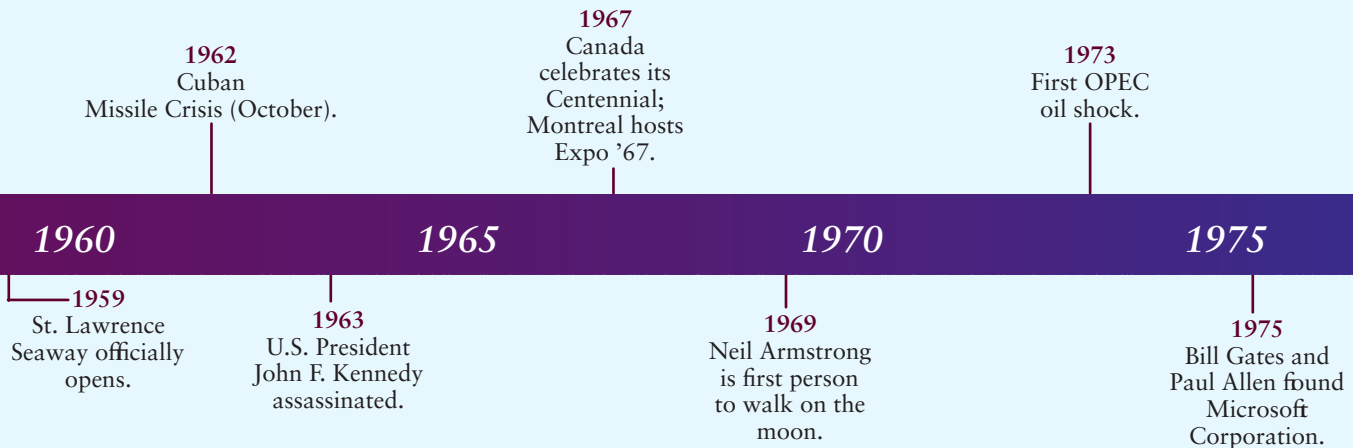 1962
Cuban
Missile Crisis (October).
1967
Canada
celebrates its
Centennial;
Montreal hosts
Expo ’67.
1973
First OPEC
oil shock.
1960
1965
1970
1975
1959
St. Lawrence
Seaway officially
opens.
1963
U.S. President
John F. Kennedy
assassinated.
1969
Neil Armstrong
is first person
to walk on the
moon.
1975
Bill Gates and
Paul Allen found
Microsoft
Corporation.